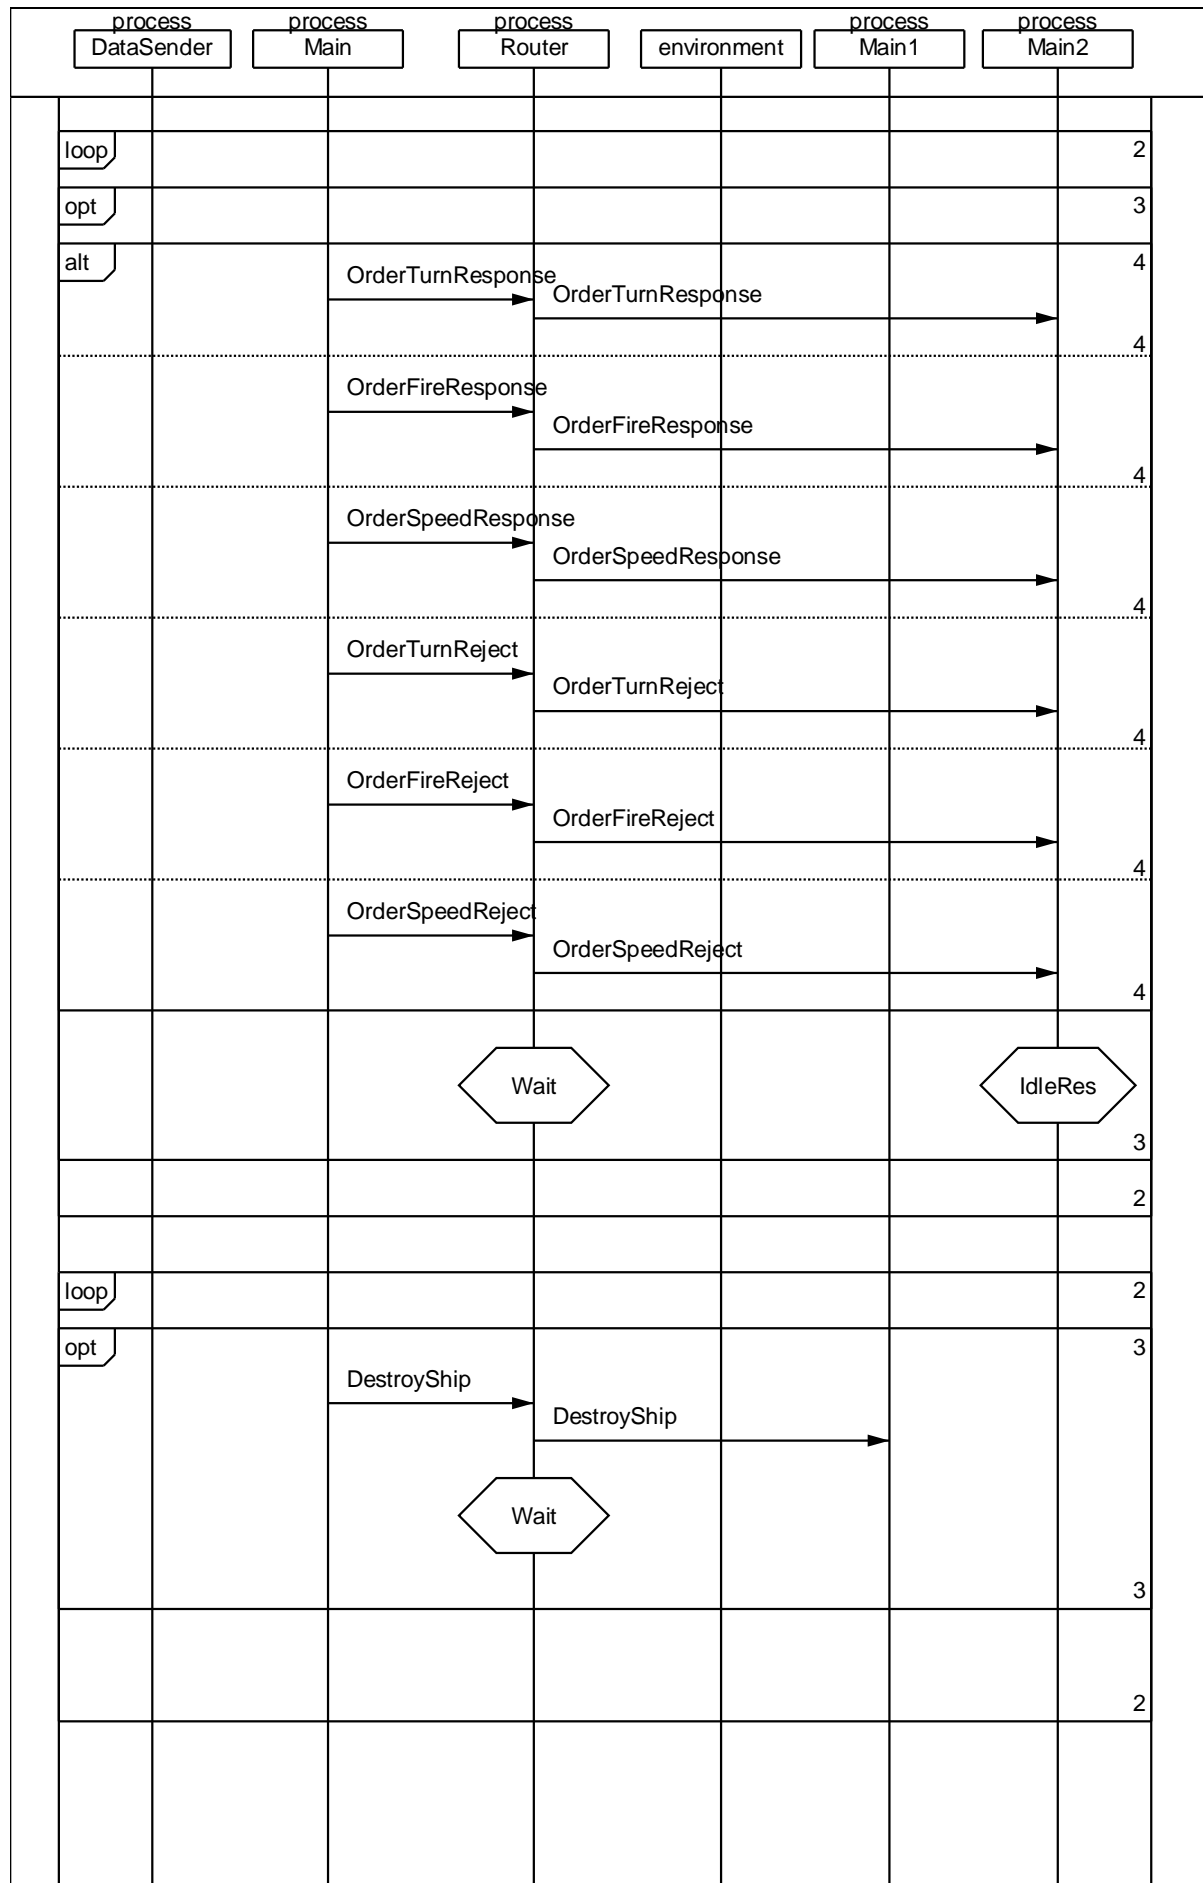 process process process process process
DataSender Main Router environment Main1 Main2
loop 2
opt 3
alt 4
OrderTurnResponse
OrderTurnResponse
4
OrderFireResponse
OrderFireResponse
4
OrderSpeedResponse
OrderSpeedResponse
4
OrderTurnReject
OrderTurnReject
4
OrderFireReject
OrderFireReject
4
OrderSpeedReject
OrderSpeedReject
4
Wait IdleRes
3
2
loop 2
opt 3
DestroyShip
DestroyShip
Wait
3
2